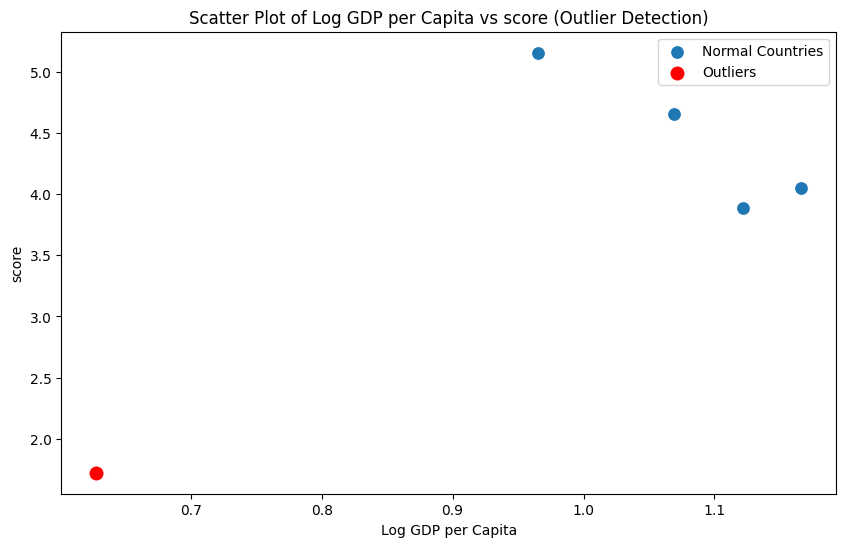 Scatter Plot of Log GDP per Capita vs score (Outlier Detection)
Normal Countries
Outliers
5.0
4.5
4.0
3.5
3.0
2.5
2.0
score
0.7 0.8 0.9 1.0 1.1
Log GDP per Capita